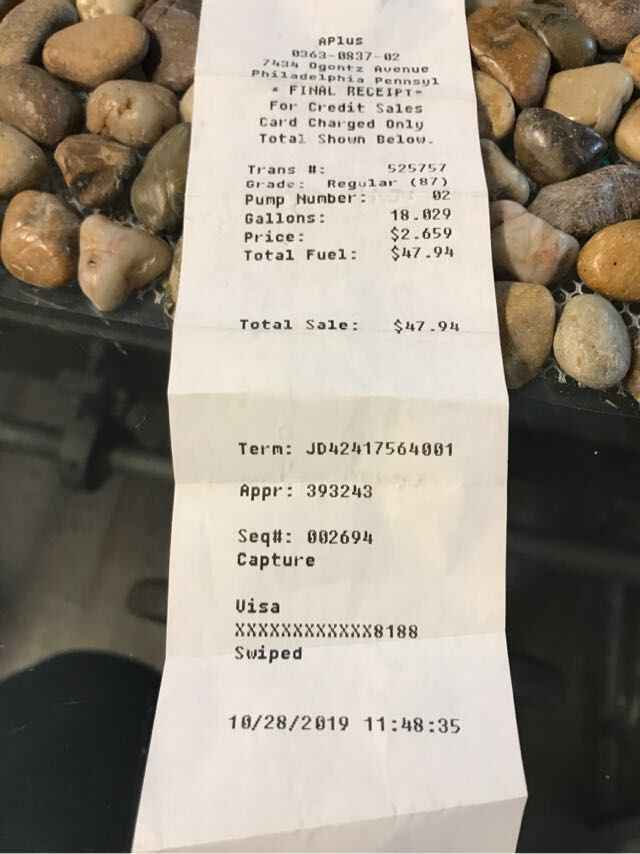 APlus
0363-0837-02
7434 Ogontz Avenue
Philadelphia Pennsyl
* FINAL RECEIPT*
For Credit Sales
Card Charged Only
Total Shown Below.
Trans #: 525757
Grade: Regular (87)
Pump Number: 02
Gallons: 18.029
Price: $2.659
Total Fuel: $47.94
Total Sale: $47.94
Term: JD42417564001
Appr: 393243
Seq#: 002694
Capture
Visa
XXXXXXXXXXXX8188
Swiped
10/28/2019 11:48:35